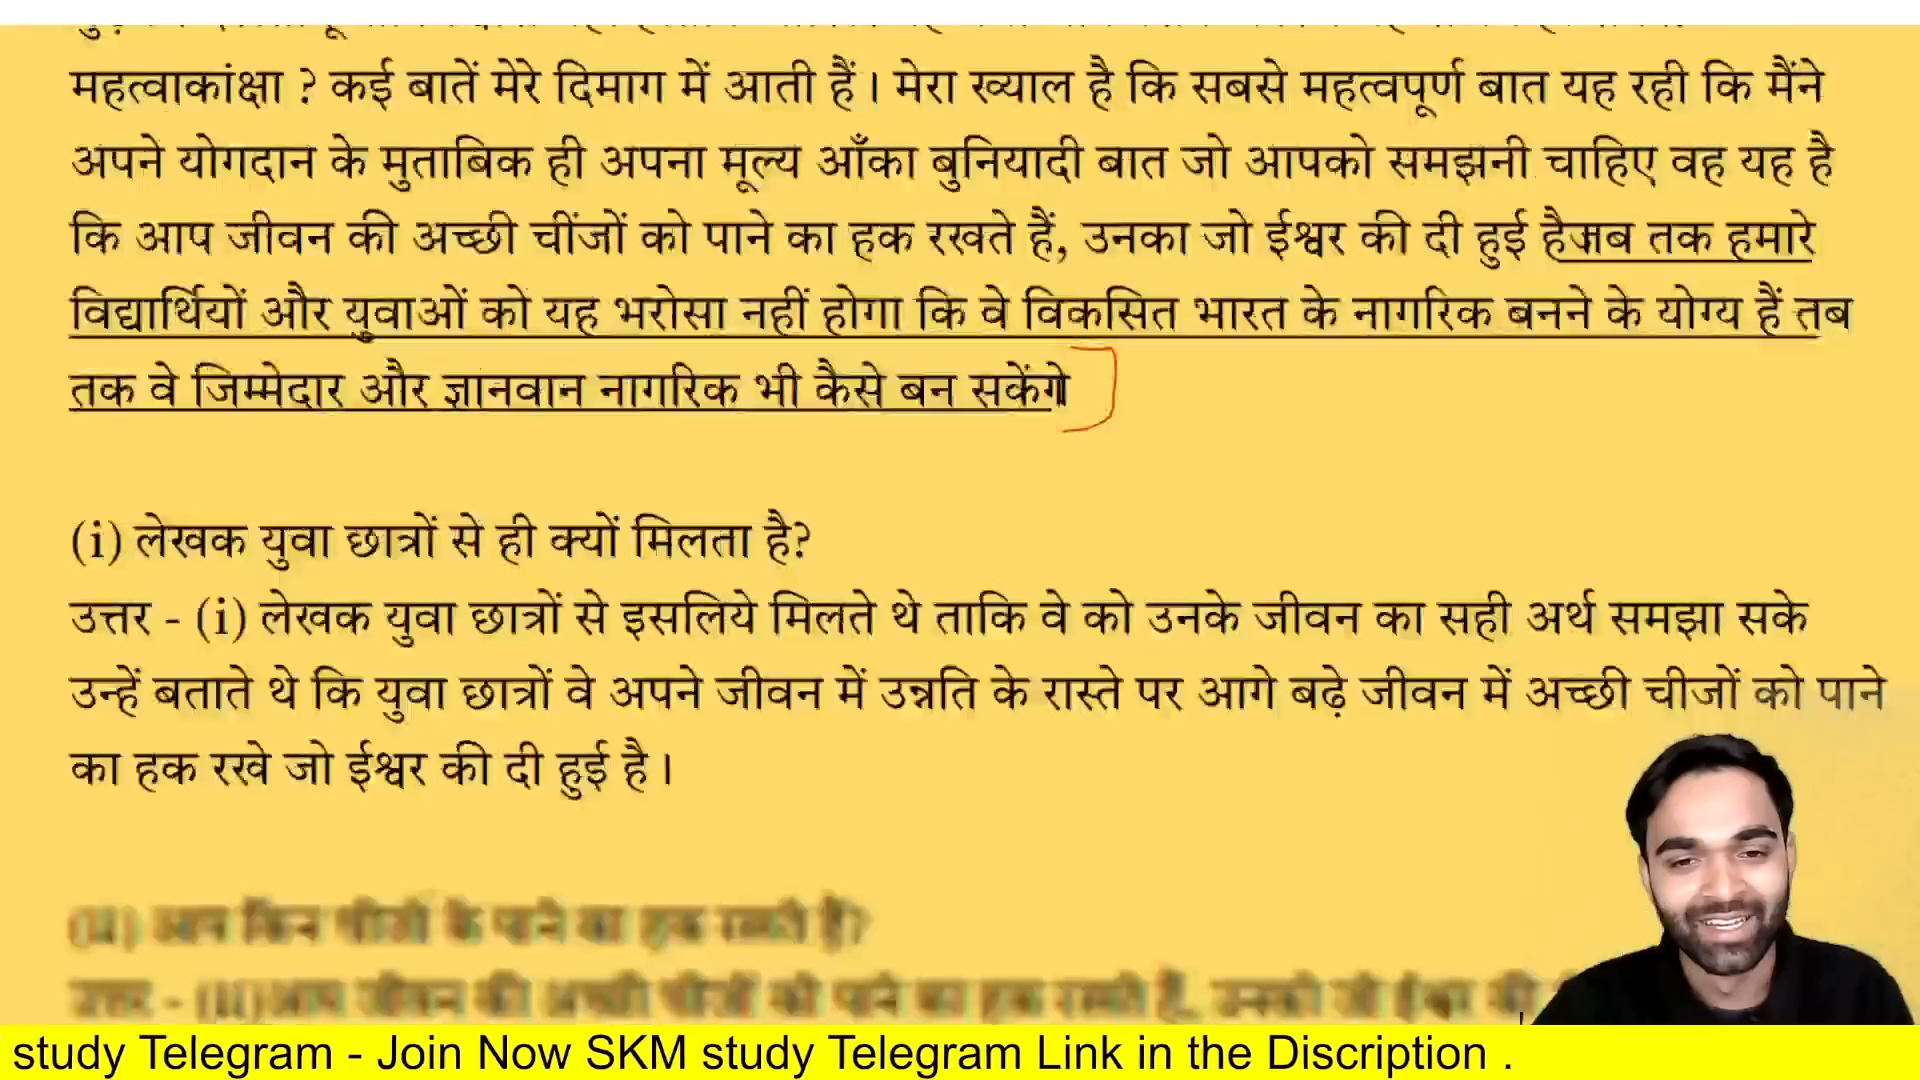 महत्वाकांक्षा ? कई बातें मेरे दिमाग में आती हैं। मेरा ख्याल है कि सबसे महत्वपूर्ण बात यह रही कि मैंने
अपने योगदान के मुताबिक ही अपना मूल्य आँका बुनियादी बात जो आपको समझनी चाहिए वह यह है
कि आप जीवन की अच्छी चींजों को पाने का हक रखते हैं, उनका जो ईश्वर की दी हुई है जब तक हमारे
विद्यार्थियों और युवाओं को यह भरोसा नहीं होगा कि वे विकसित भारत के नागरिक बनने के योग्य हैं तब
तक वे जिम्मेदार और ज्ञानवान नागरिक भी कैसे बन सकेंगे
(i) लेखक युवा छात्रों से ही क्यों मिलता है?
उत्तर - (i) लेखक युवा छात्रों से इसलिये मिलते थे ताकि वे को उनके जीवन का सही अर्थ समझा सके
उन्हें बताते थे कि युवा छात्रों वे अपने जीवन में उन्नति के रास्ते पर आगे बढ़े जीवन में अच्छी चीजों को पाने
का हक रखे जो ईश्वर की दी हुई है।
study Telegram - Join Now SKM study Telegram Link in the Discription .